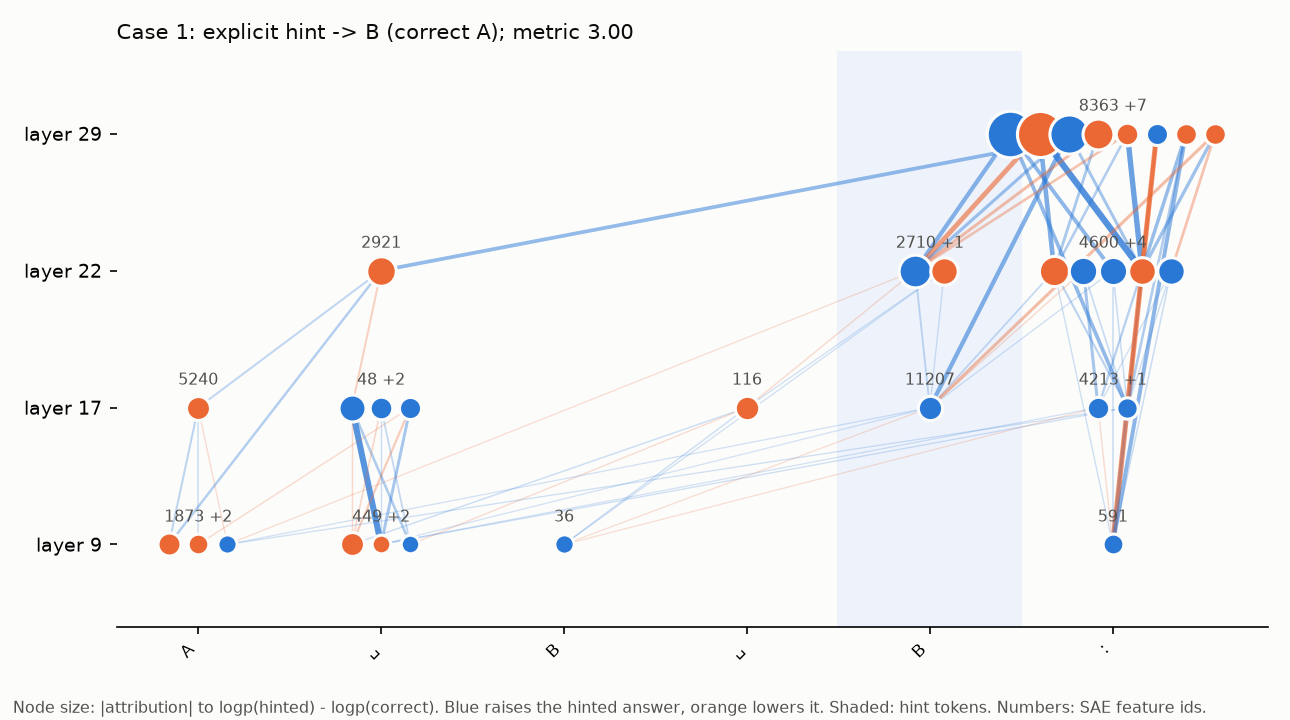 Case 1: explicit hint -> B (correct A); metric 3.00
8363 +7
layer 29
2921
2710 +1
4600 +4
layer 22
5240
48 +2
116
11207
4213 +1
layer 17
1873 +2
449 +2
36
591
layer 9
A
⌣
B
⌣
B
:
Node size: |attribution| to logp(hinted) - logp(correct). Blue raises the hinted answer, orange lowers it. Shaded: hint tokens. Numbers: SAE feature ids.